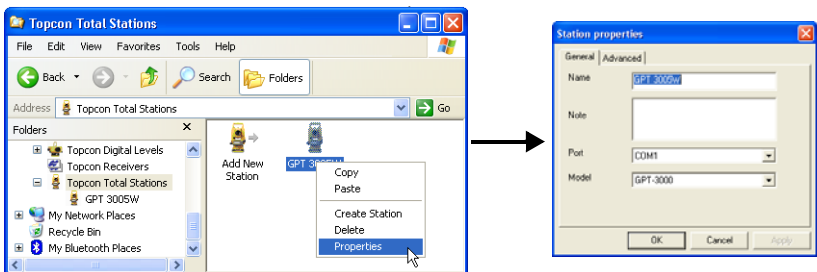 Topcon Total Stations
File Edit View Favorites Tools Help
Back Search Folders
Address Topcon Total Stations Go
Folders
Topcon Digital Levels
Topcon Receivers
Topcon Total Stations
GPT 3005W
My Network Places
Recycle Bin
My Bluetooth Places
Add New
Station
GPT 3005W
Copy
Paste
Create Station
Delete
Properties
Station properties
General Advanced
Name GPT 3005W
Note
Port COM1
Model GPT-3000
OK Cancel Apply